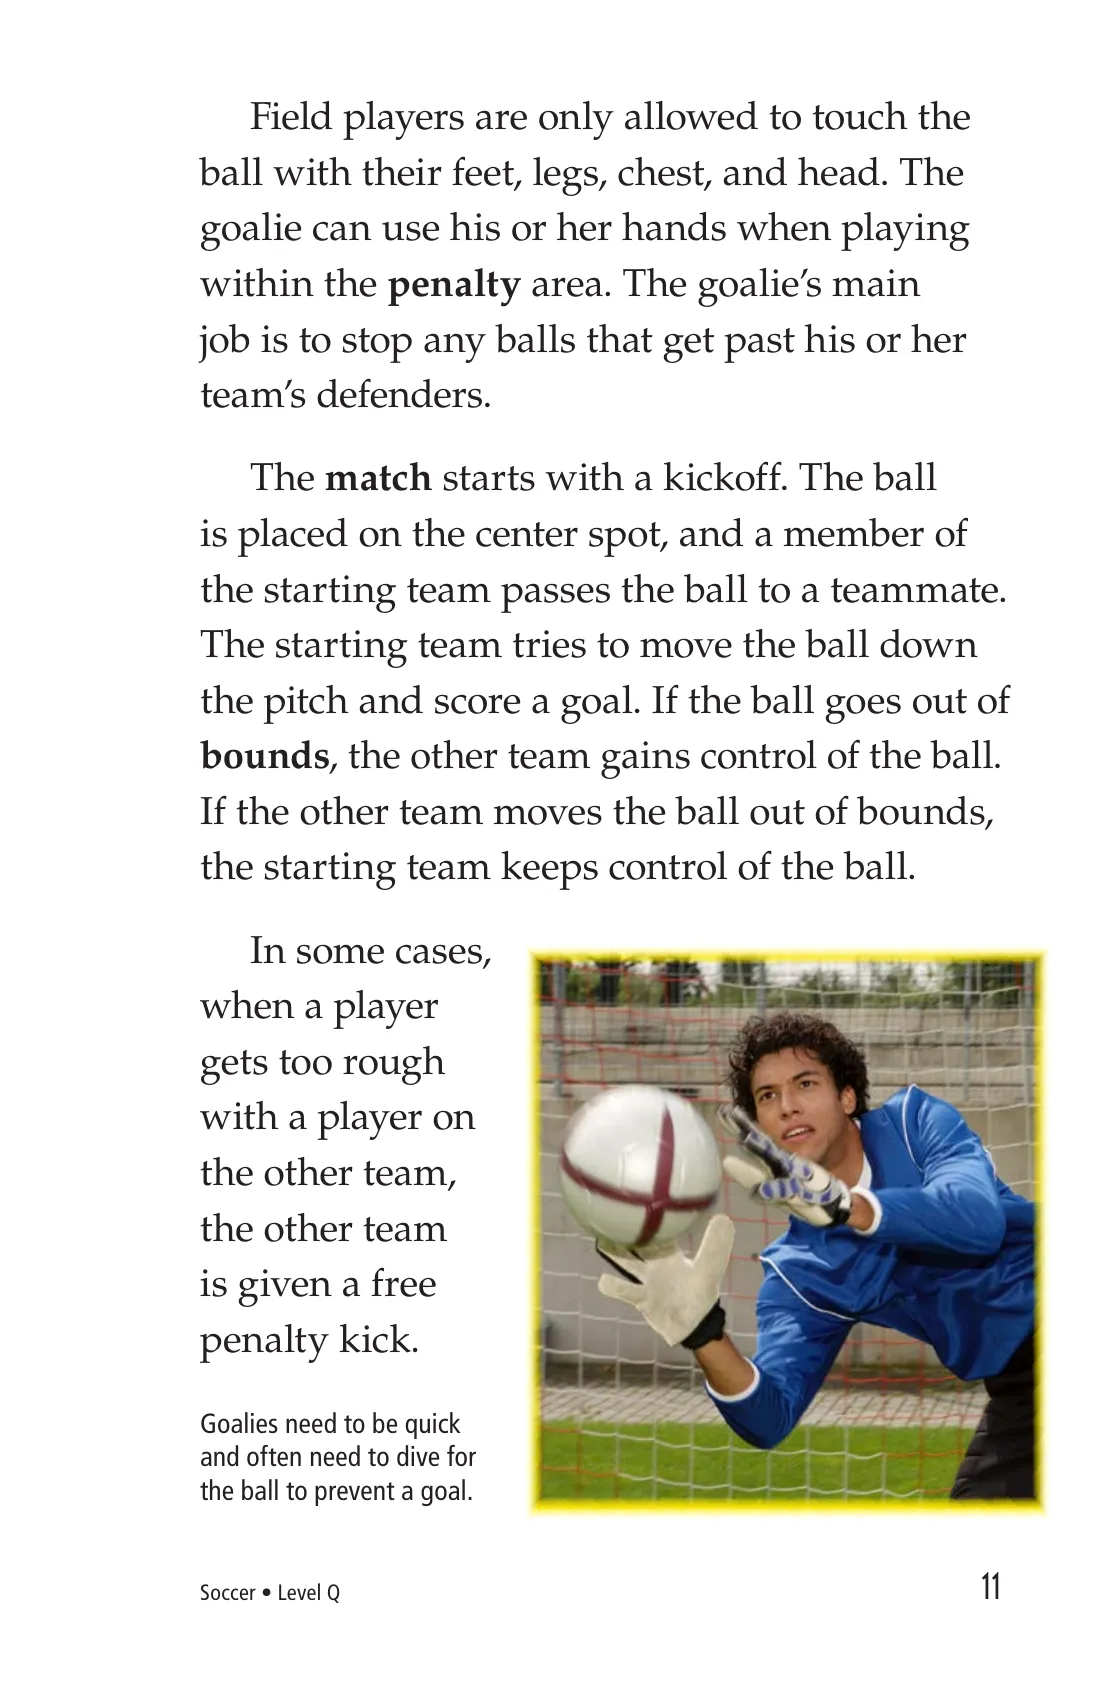 Field players are only allowed to touch the
ball with their feet, legs, chest, and head. The
goalie can use his or her hands when playing
within the penalty area. The goalie’s main
job is to stop any balls that get past his or her
team’s defenders.
The match starts with a kickoff. The ball
is placed on the center spot, and a member of
the starting team passes the ball to a teammate.
The starting team tries to move the ball down
the pitch and score a goal. If the ball goes out of
bounds, the other team gains control of the ball.
If the other team moves the ball out of bounds,
the starting team keeps control of the ball.
In some cases,
when a player
gets too rough
with a player on
the other team,
the other team
is given a free
penalty kick.
Goalies need to be quick
and often need to dive for
the ball to prevent a goal.
Soccer • Level Q
11